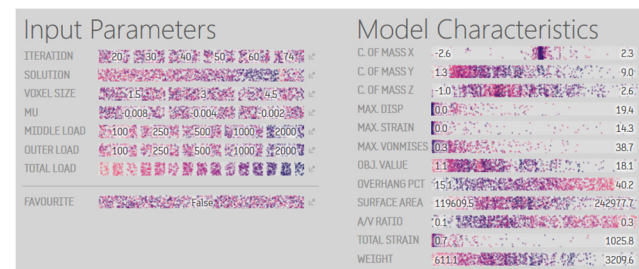 Input Parameters
ITERATION 20 30 40 50 60 74
SOLUTION
VOXEL SIZE 1.5 3 4.5
MU -0.008 -0.004 -0.002
MIDDLE LOAD 100 250 500 1000 2000
OUTER LOAD 100 250 500 1000 2000
TOTAL LOAD
FAVOURITE False
Model Characteristics
C. OF MASS X -2.6 2.3
C. OF MASS Y 1.3 9.0
C. OF MASS Z -1.0 2.6
MAX. DISP 0.0 19.4
MAX. STRAIN 0.0 14.3
MAX. VONMISES 0.3 38.7
OBJ. VALUE 1.1 18.1
OVERHANG PCT 15.1 40.2
SURFACE AREA 119609.5 242977.7
A/V RATIO 0.1 0.3
TOTAL STRAIN 0.7 1025.8
WEIGHT 611.1 3209.6